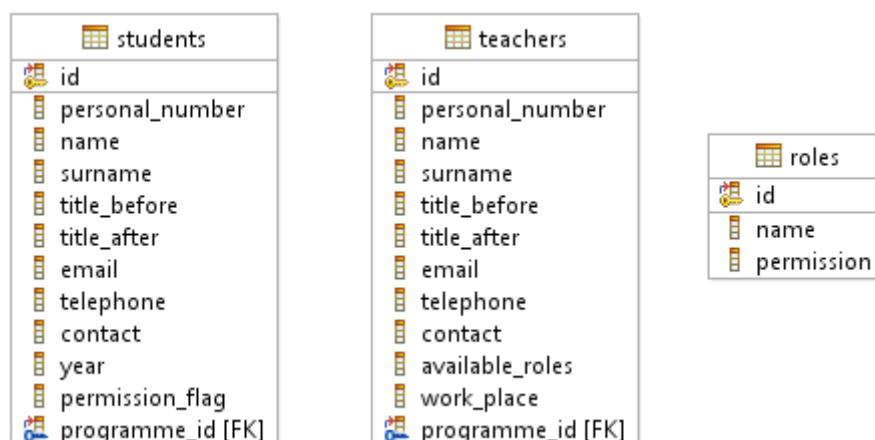 students
id
personal_number
name
surname
title_before
title_after
email
telephone
contact
year
permission_flag
programme_id [FK]
teachers
id
personal_number
name
surname
title_before
title_after
email
telephone
contact
available_roles
work_place
programme_id [FK]
roles
id
name
permission